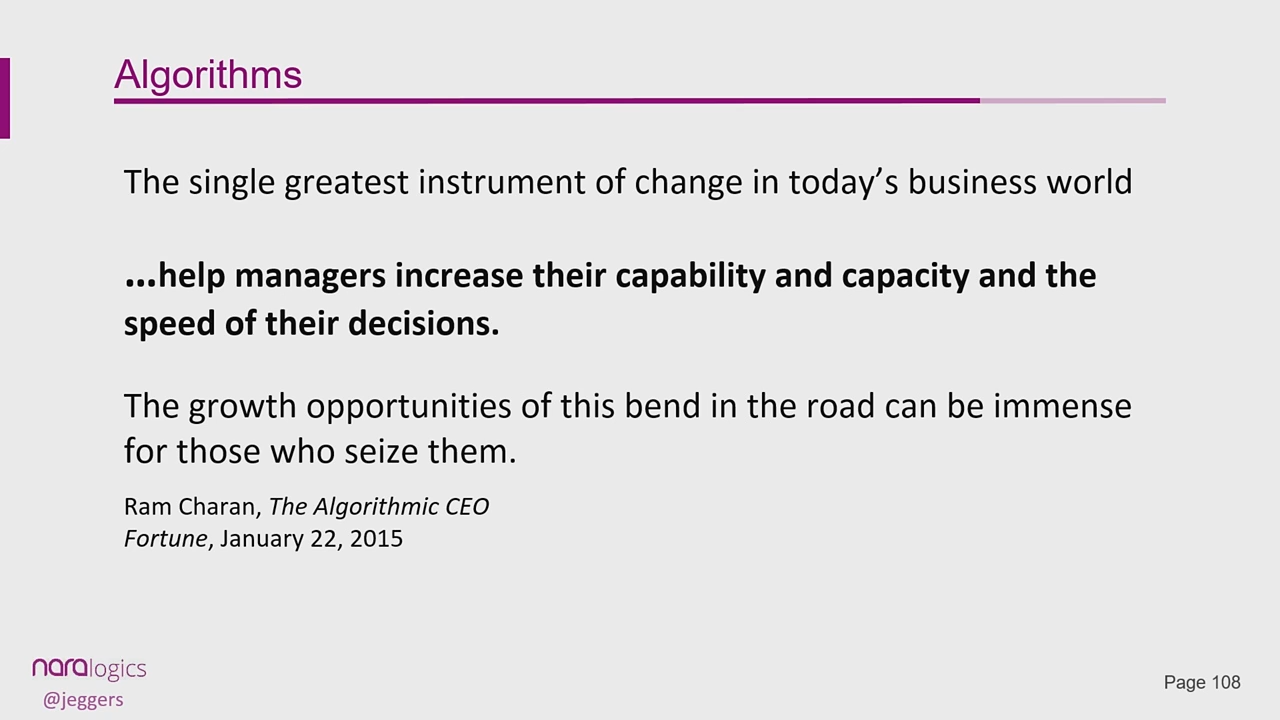 Algorithms
The single greatest instrument of change in today’s business world
...help managers increase their capability and capacity and the
speed of their decisions.
The growth opportunities of this bend in the road can be immense
for those who seize them.
Ram Charan, The Algorithmic CEO
Fortune, January 22, 2015
naralogics
@jeggers
Page 108